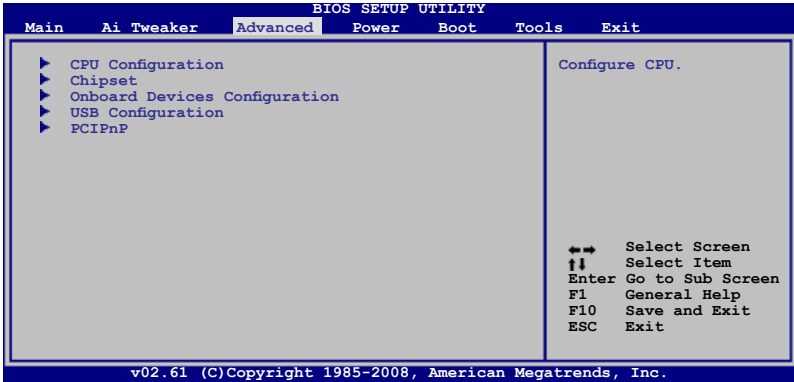 BIOS SETUP UTILITY
Main Ai Tweaker Advanced Power Boot Tools Exit
CPU Configuration
Chipset
Onboard Devices Configuration
USB Configuration
PCIPnP
Configure CPU.
Select Screen
Select Item
Enter Go to Sub Screen
F1 General Help
F10 Save and Exit
ESC Exit
v02.61 (C)Copyright 1985-2008, American Megatrends, Inc.